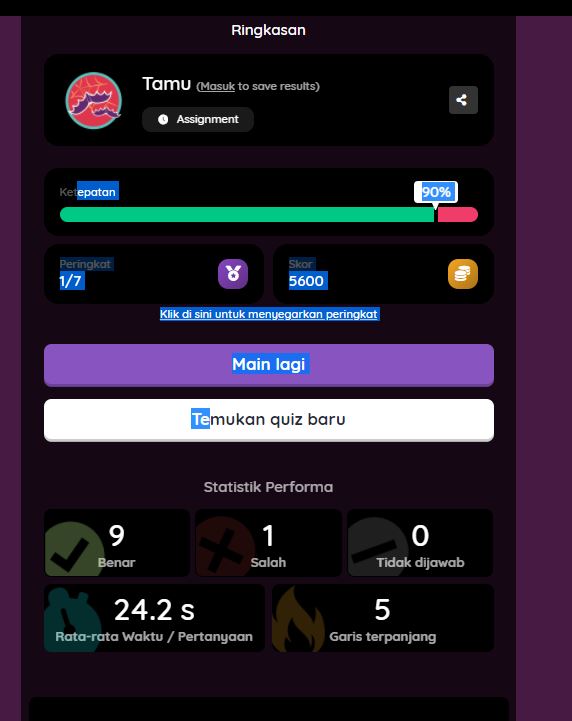 Ringkasan
Tamu (Masuk to save results)
Assignment
Ketepatan
90%
Peringkat
1/7
Skor
5600
Klik di sini untuk menyegarkan peringkat
Main lagi
Temukan quiz baru
Statistik Performa
9
Benar
1
Salah
0
Tidak dijawab
24.2 s
Rata-rata Waktu / Pertanyaan
5
Garis terpanjang